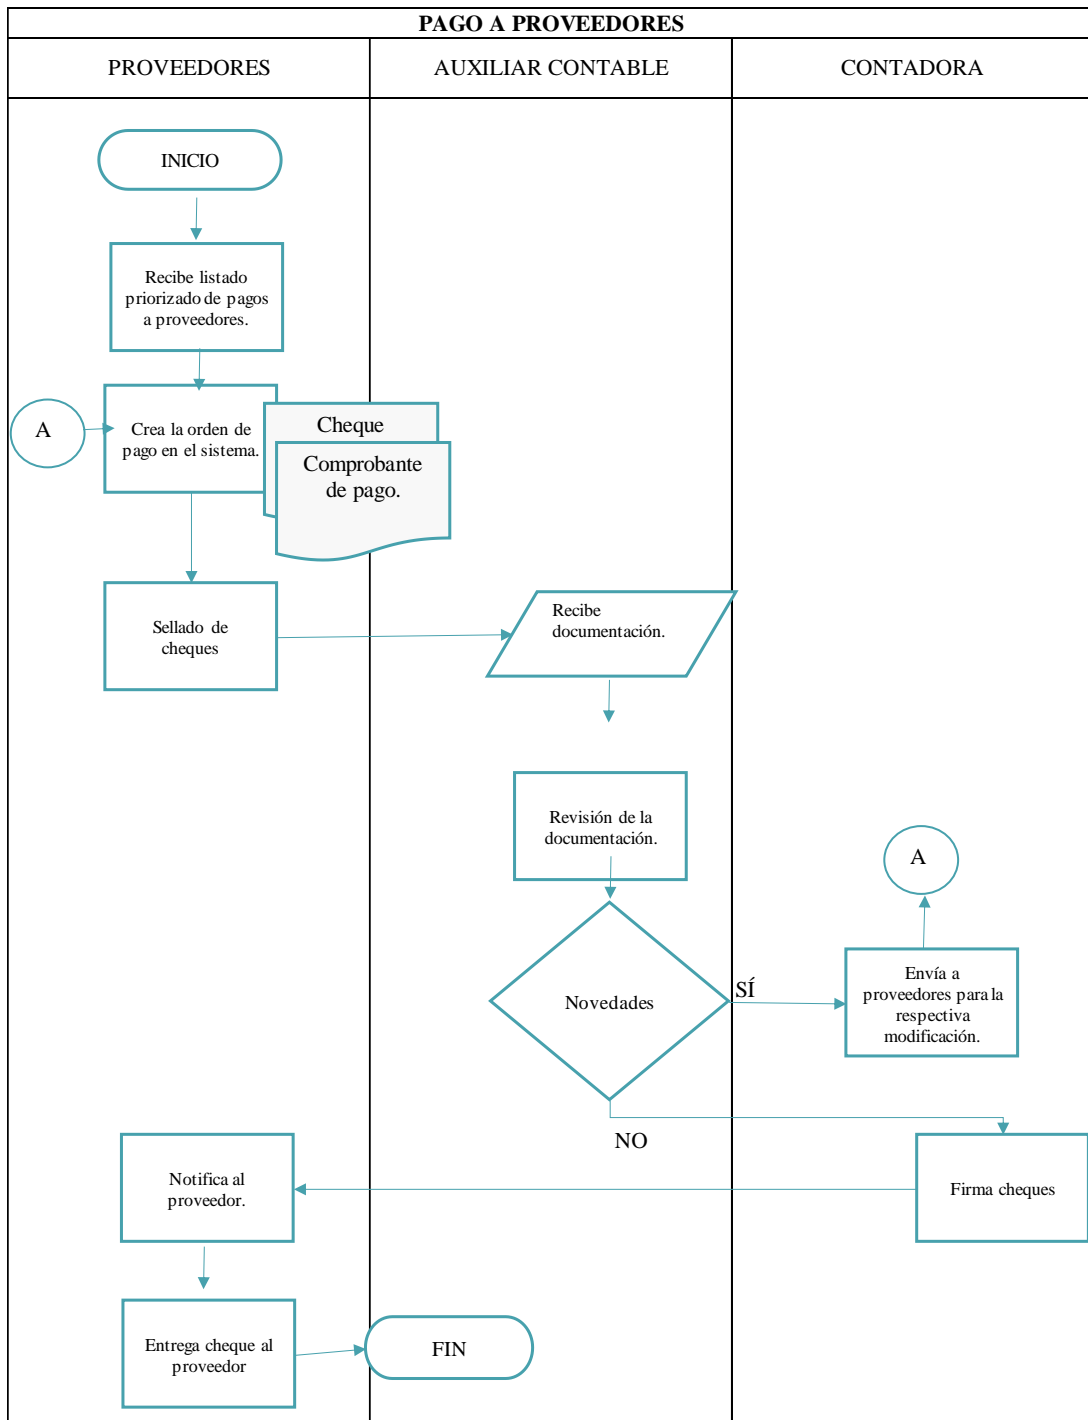 PAGO A PROVEEDORES
PROVEEDORES
AUXILIAR CONTABLE
CONTADORA
INICIO
Recibe listado
priorizado de pagos
a proveedores.
A
Crea la orden de
pago en el sistema.
Cheque
Comprobante
de pago.
Sellado de
cheques
Recibe
documentación.
Revisión de la
documentación.
A
Novedades
SÍ
Envía a
proveedores para la
respectiva
modificación.
NO
Firma cheques
Notifica al
proveedor.
Entrega cheque al
proveedor
FIN